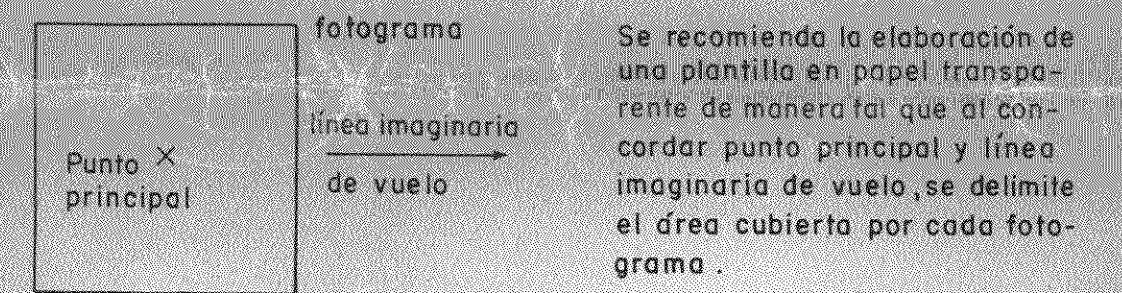 fotograma
línea imaginaria
de vuelo
Punto
principal
Se recomienda la elaboración de
una plantilla en papel transpa-
rente de manera tal que al con-
cordar punto principal y línea
imaginaria de vuelo, se delimite
el área cubierta por cada foto-
grama.